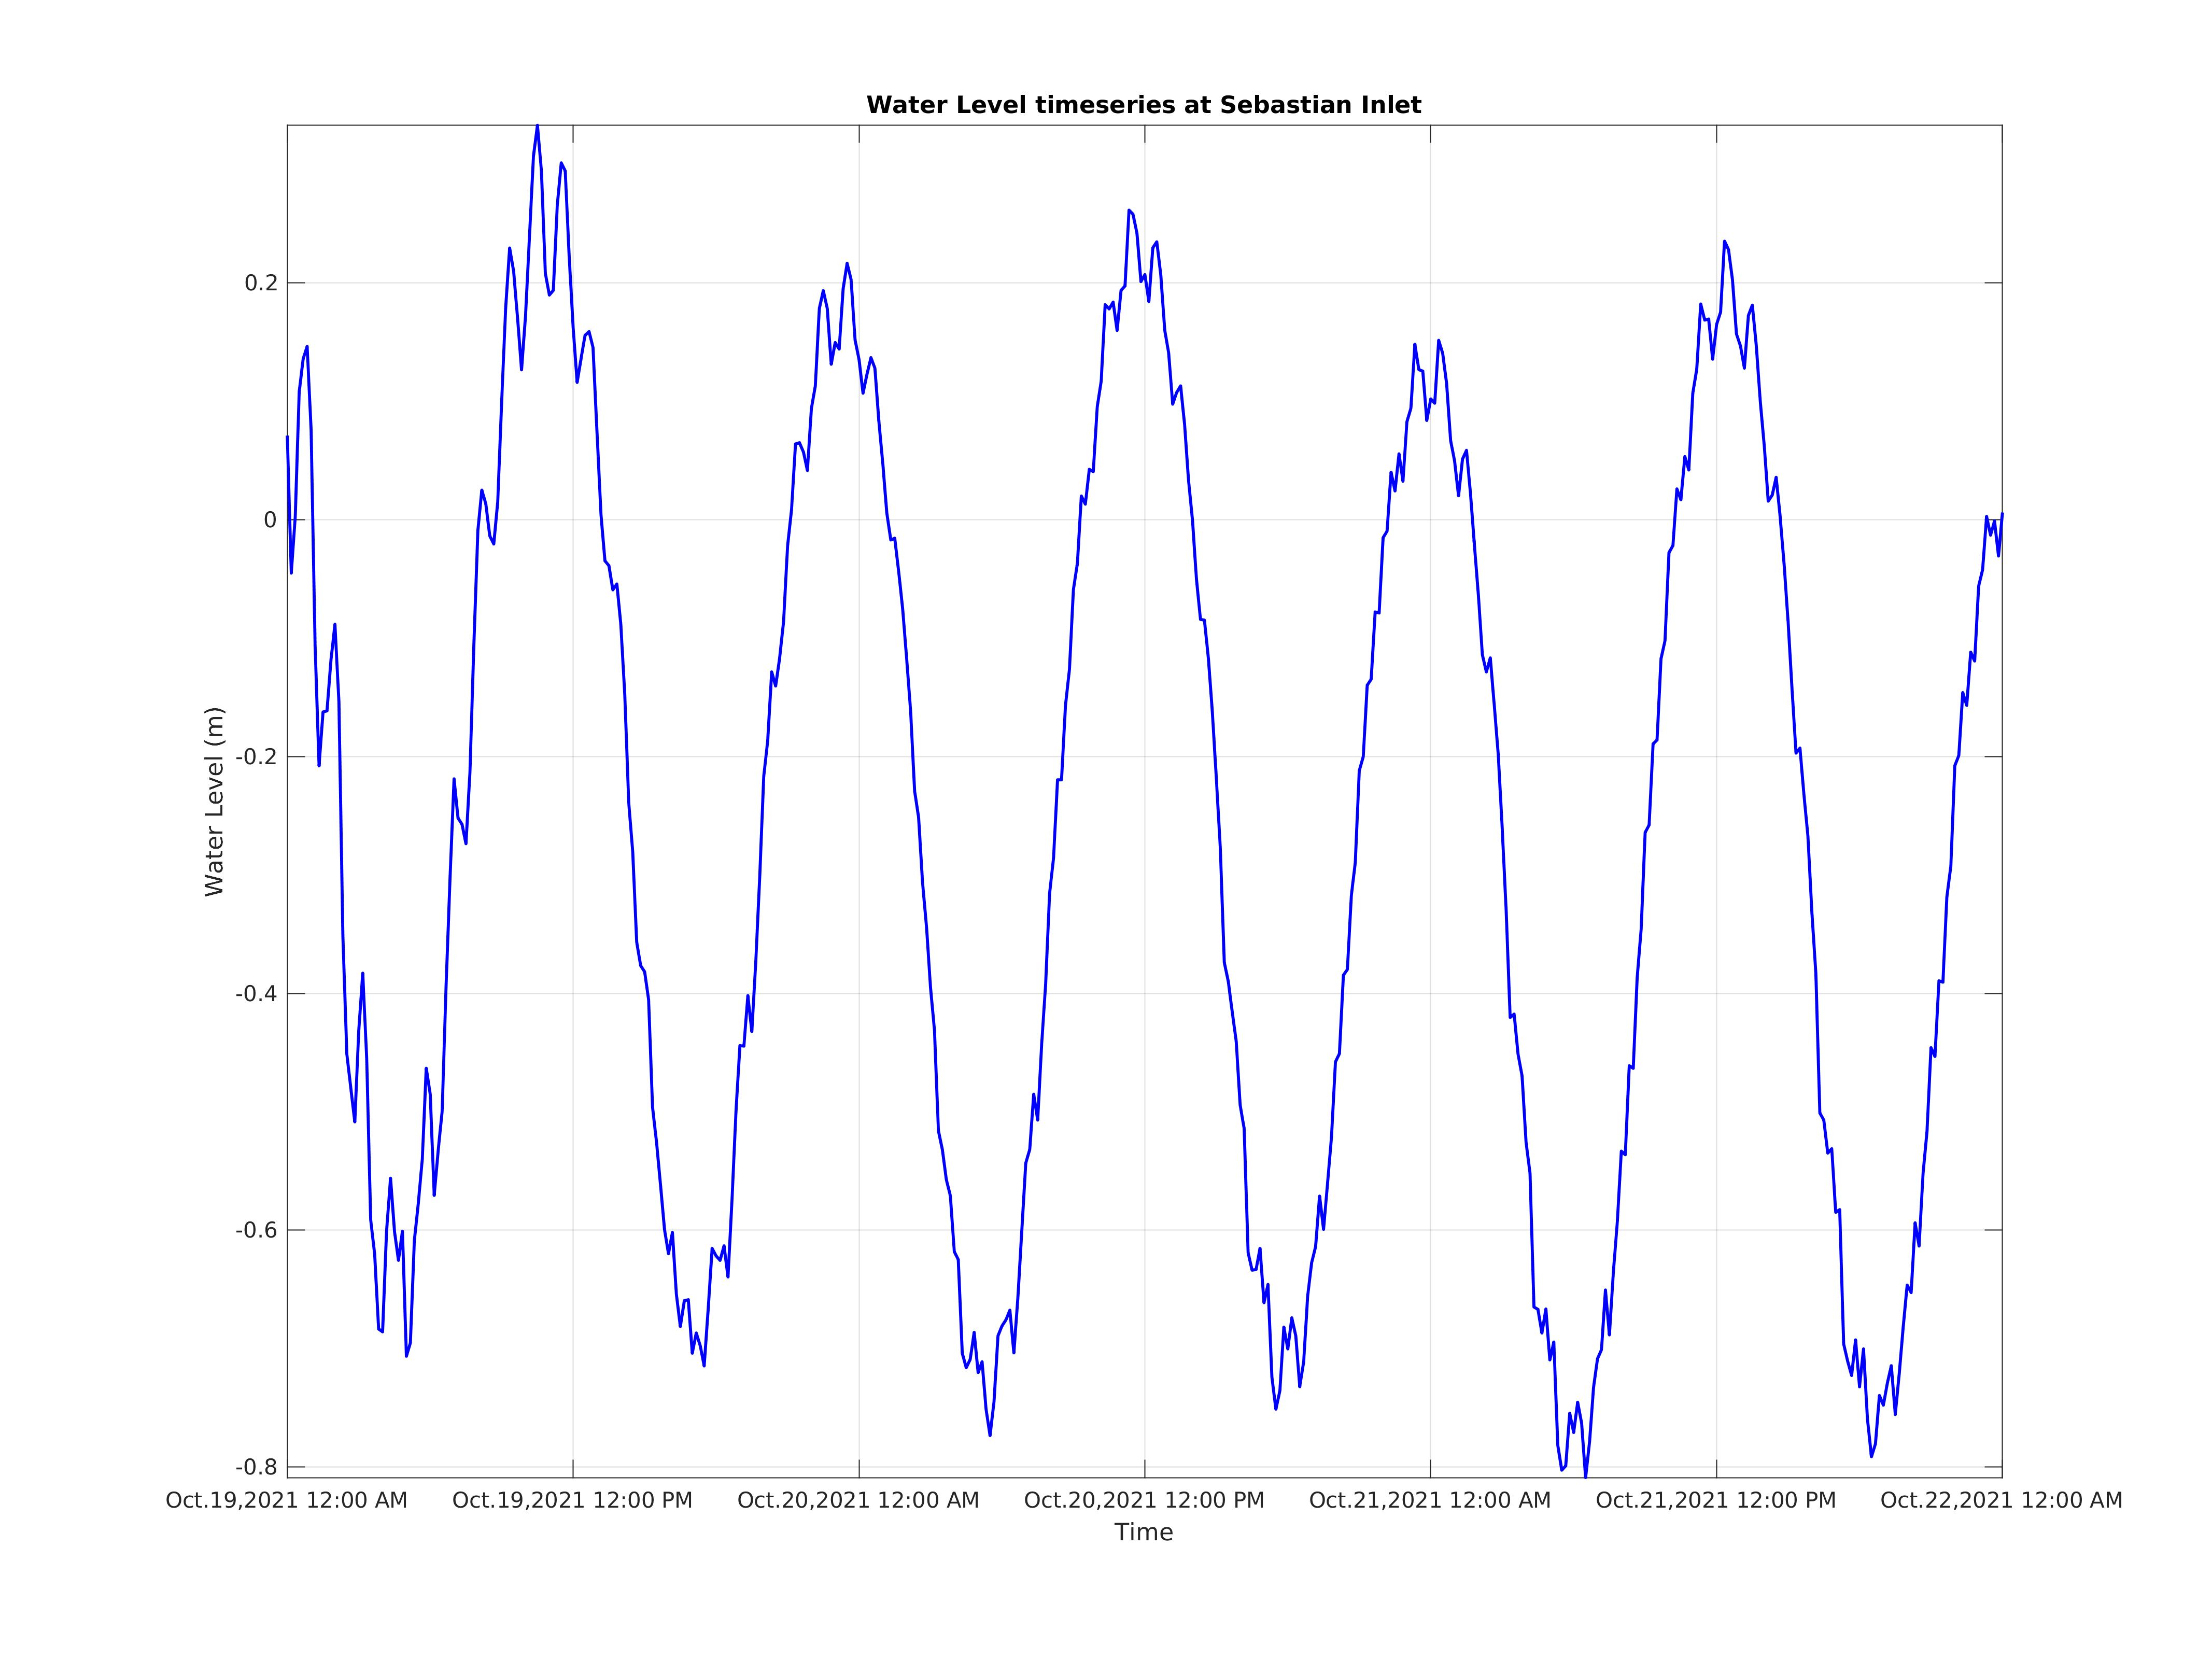 Water Level timeseries at Sebastian Inlet
0.2
0
-0.2
-0.4
-0.6
-0.8
Water Level (m)
Oct.19,2021 12:00 AM
Oct.19,2021 12:00 PM
Oct.20,2021 12:00 AM
Oct.20,2021 12:00 PM
Oct.21,2021 12:00 AM
Oct.21,2021 12:00 PM
Oct.22,2021 12:00 AM
Time